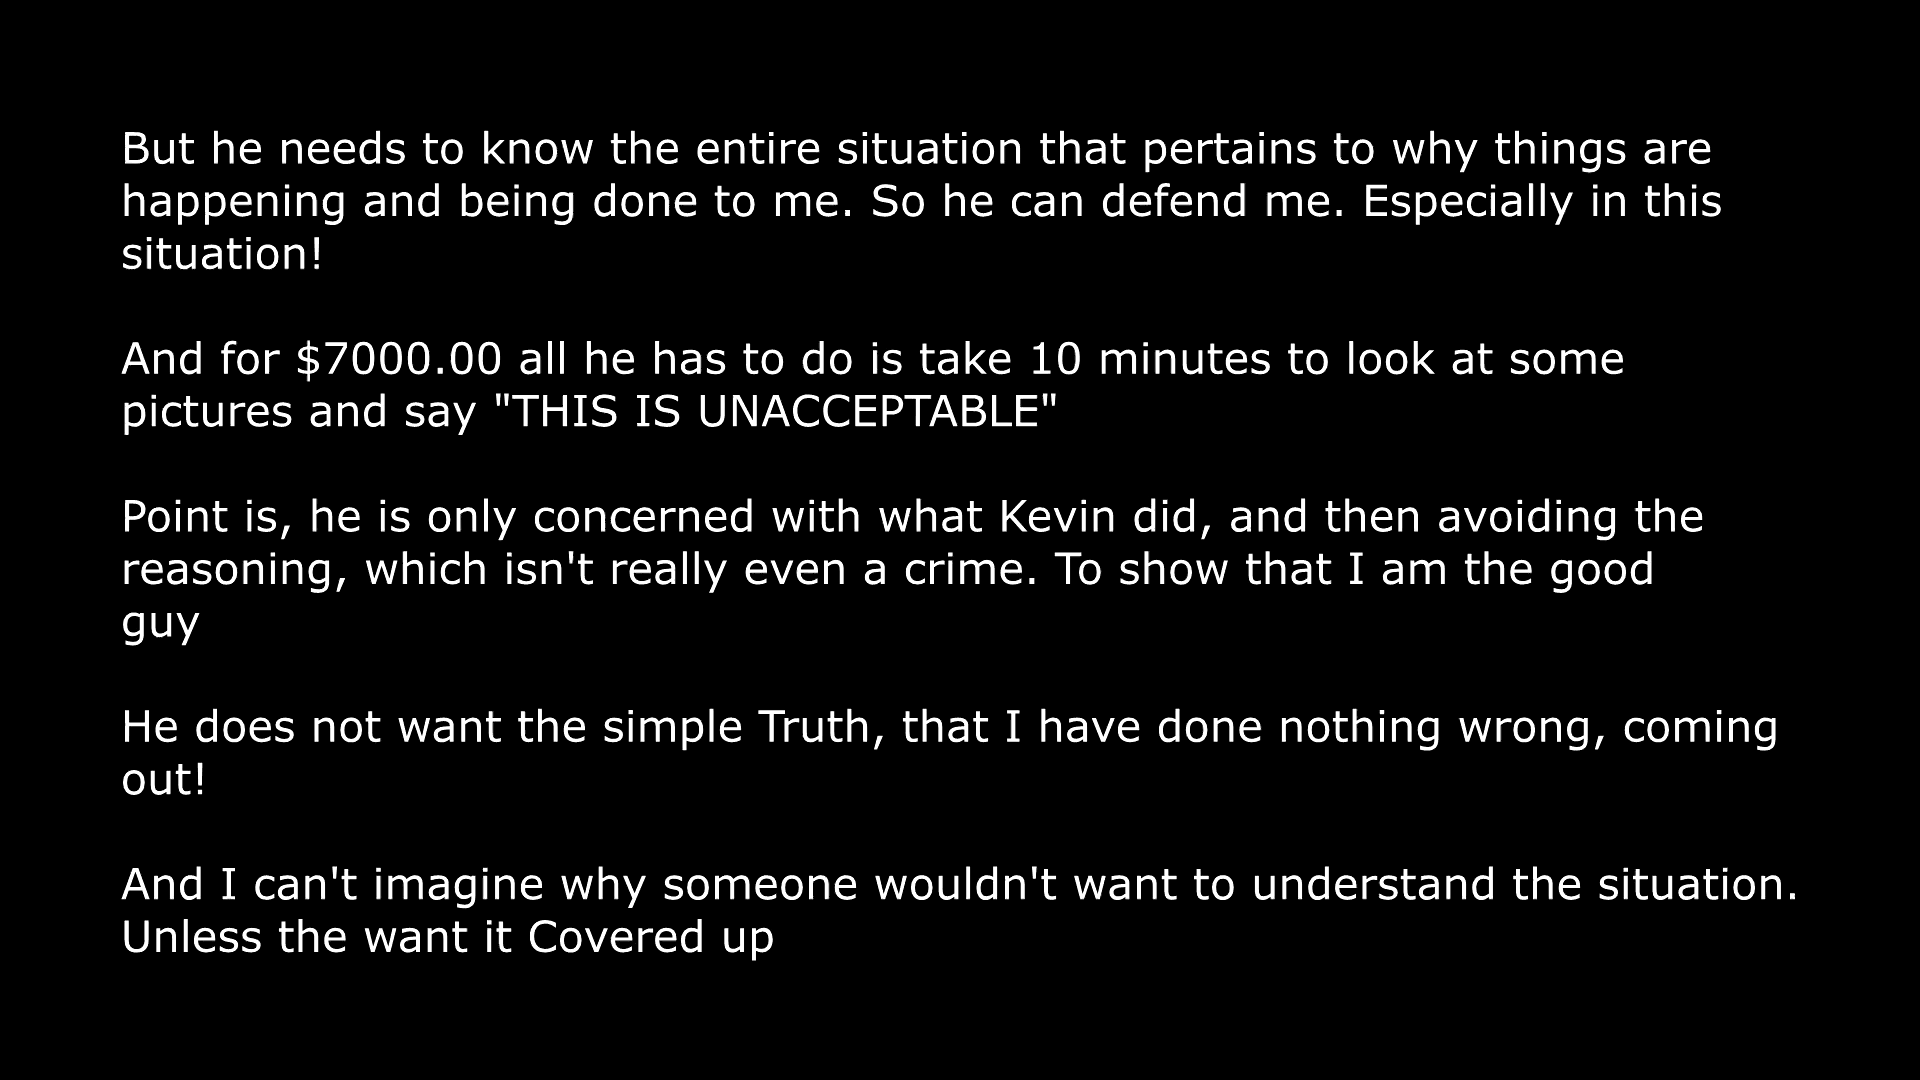 But he needs to know the entire situation that pertains to why things are
happening and being done to me. So he can defend me. Especially in this
situation!
And for $7000.00 all he has to do is take 10 minutes to look at some
pictures and say "THIS IS UNACCEPTABLE"
Point is, he is only concerned with what Kevin did, and then avoiding the
reasoning, which isn't really even a crime. To show that I am the good
guy
He does not want the simple Truth, that I have done nothing wrong, coming
out!
And I can't imagine why someone wouldn't want to understand the situation.
Unless the want it Covered up